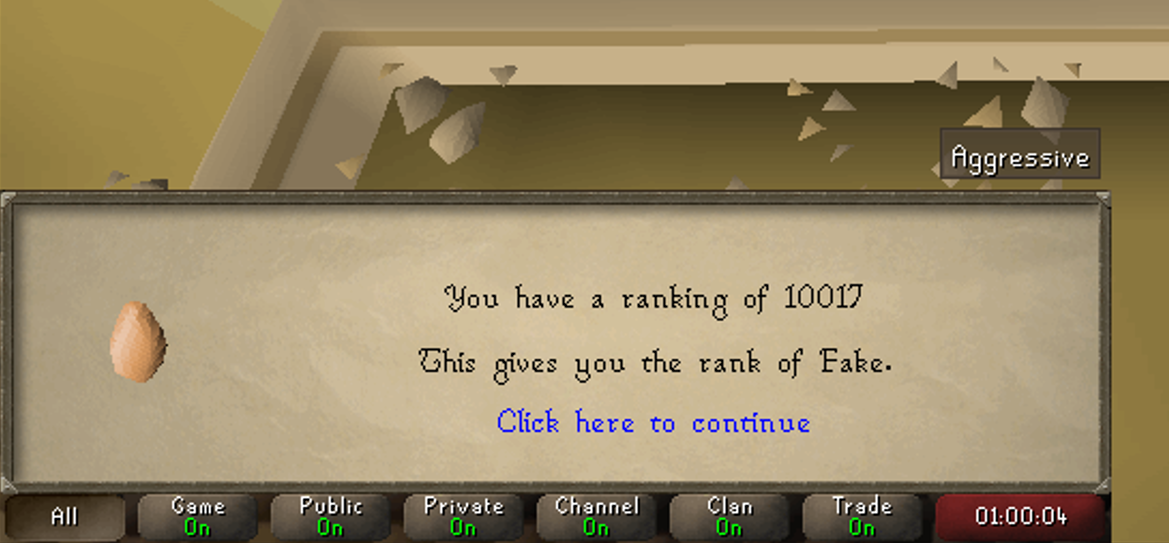 Aggressive
You have a ranking of 10017
This gives you the rank of Fake.
Click here to continue
All
Game
On
Public
On
Private
On
Channel
On
Clan
On
Trade
On
01:00:04